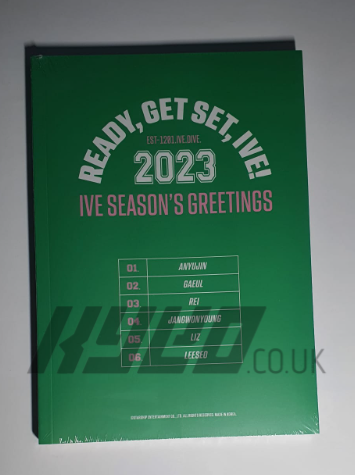 READY, GET SET, IVE!
EST-1201.IVE.DIVE.
2023
IVE SEASON'S GREETINGS
01. ANYUJIN
02. GAEUL
03. REI
04. JANGWONYOUNG
05. LIZ
06. LEESEO
KGCO.CO.UK